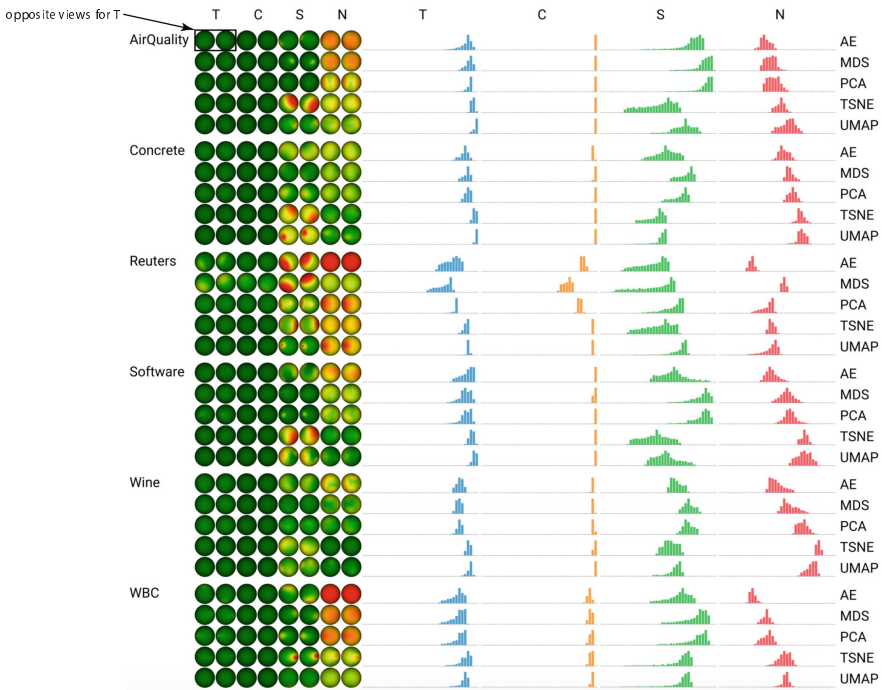 opposite views for T
T C S N T C S N
AirQuality AE
MDS
PCA
TSNE
UMAP
Concrete AE
MDS
PCA
TSNE
UMAP
Reuters AE
MDS
PCA
TSNE
UMAP
Software AE
MDS
PCA
TSNE
UMAP
Wine AE
MDS
PCA
TSNE
UMAP
WBC AE
MDS
PCA
TSNE
UMAP